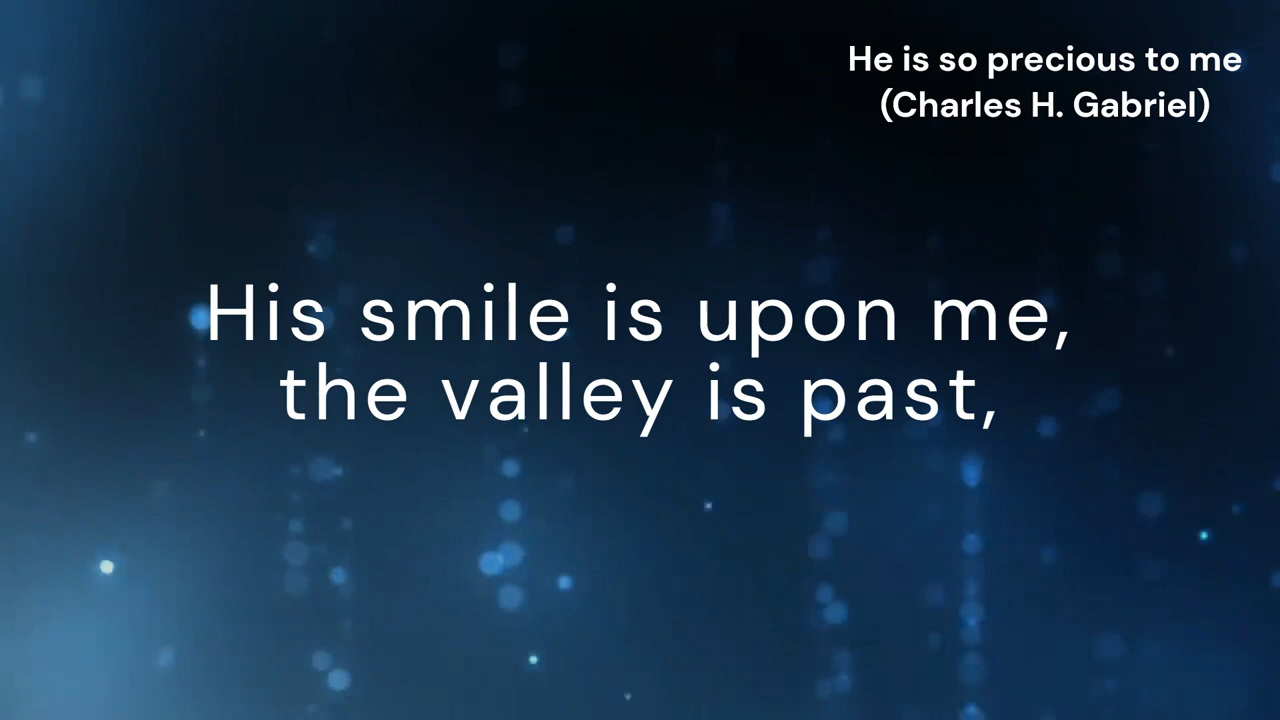 He is so precious to me
(Charles H. Gabriel)
His smile is upon me,
the valley is past,